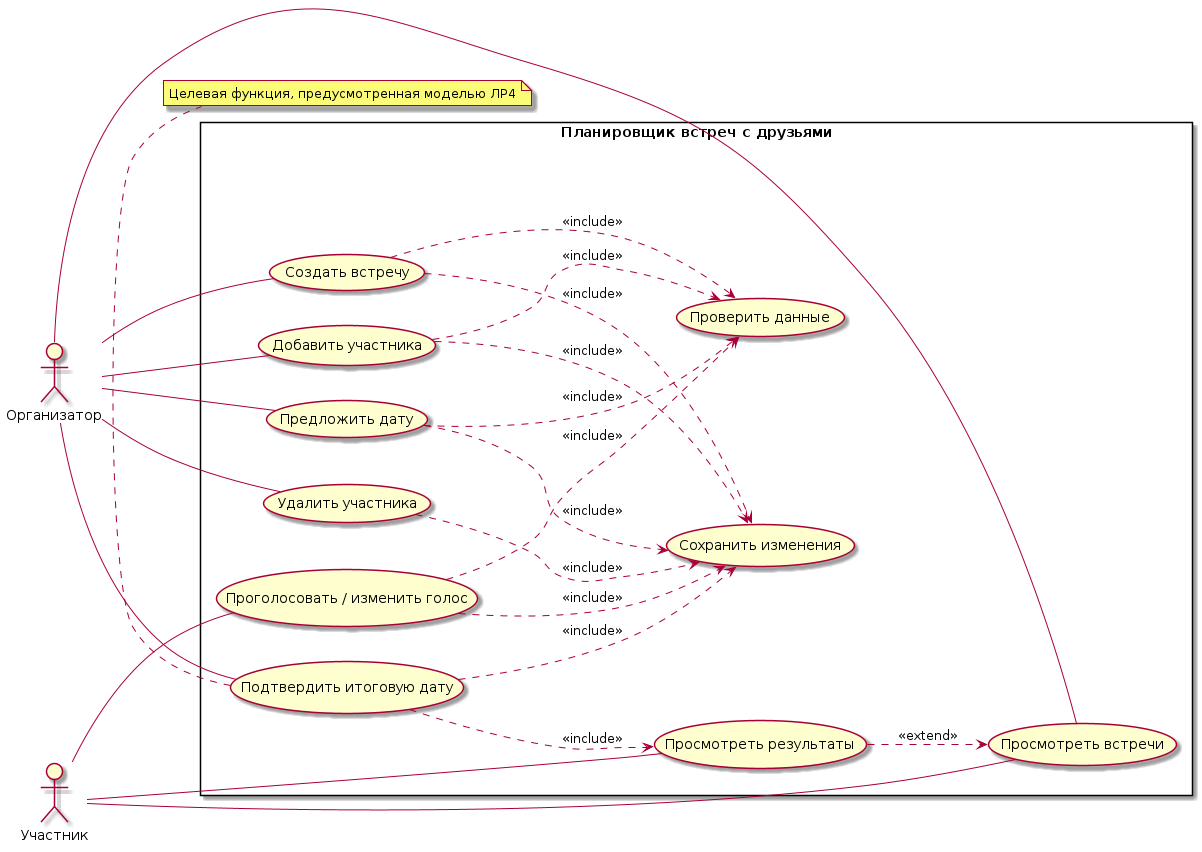 Целевая функция, предусмотренная моделью ЛР4
Планировщик встреч с друзьями
«include»
Создать встречу
«include»
«include»
Проверить данные
Добавить участника
«include»
Организатор
Предложить дату
«include»
«include»
Удалить участника
«include»
Сохранить изменения
«include»
Проголосовать / изменить голос
«include»
«include»
Подтвердить итоговую дату
«include»
Просмотреть результаты
«extend»
Просмотреть встречи
Участник